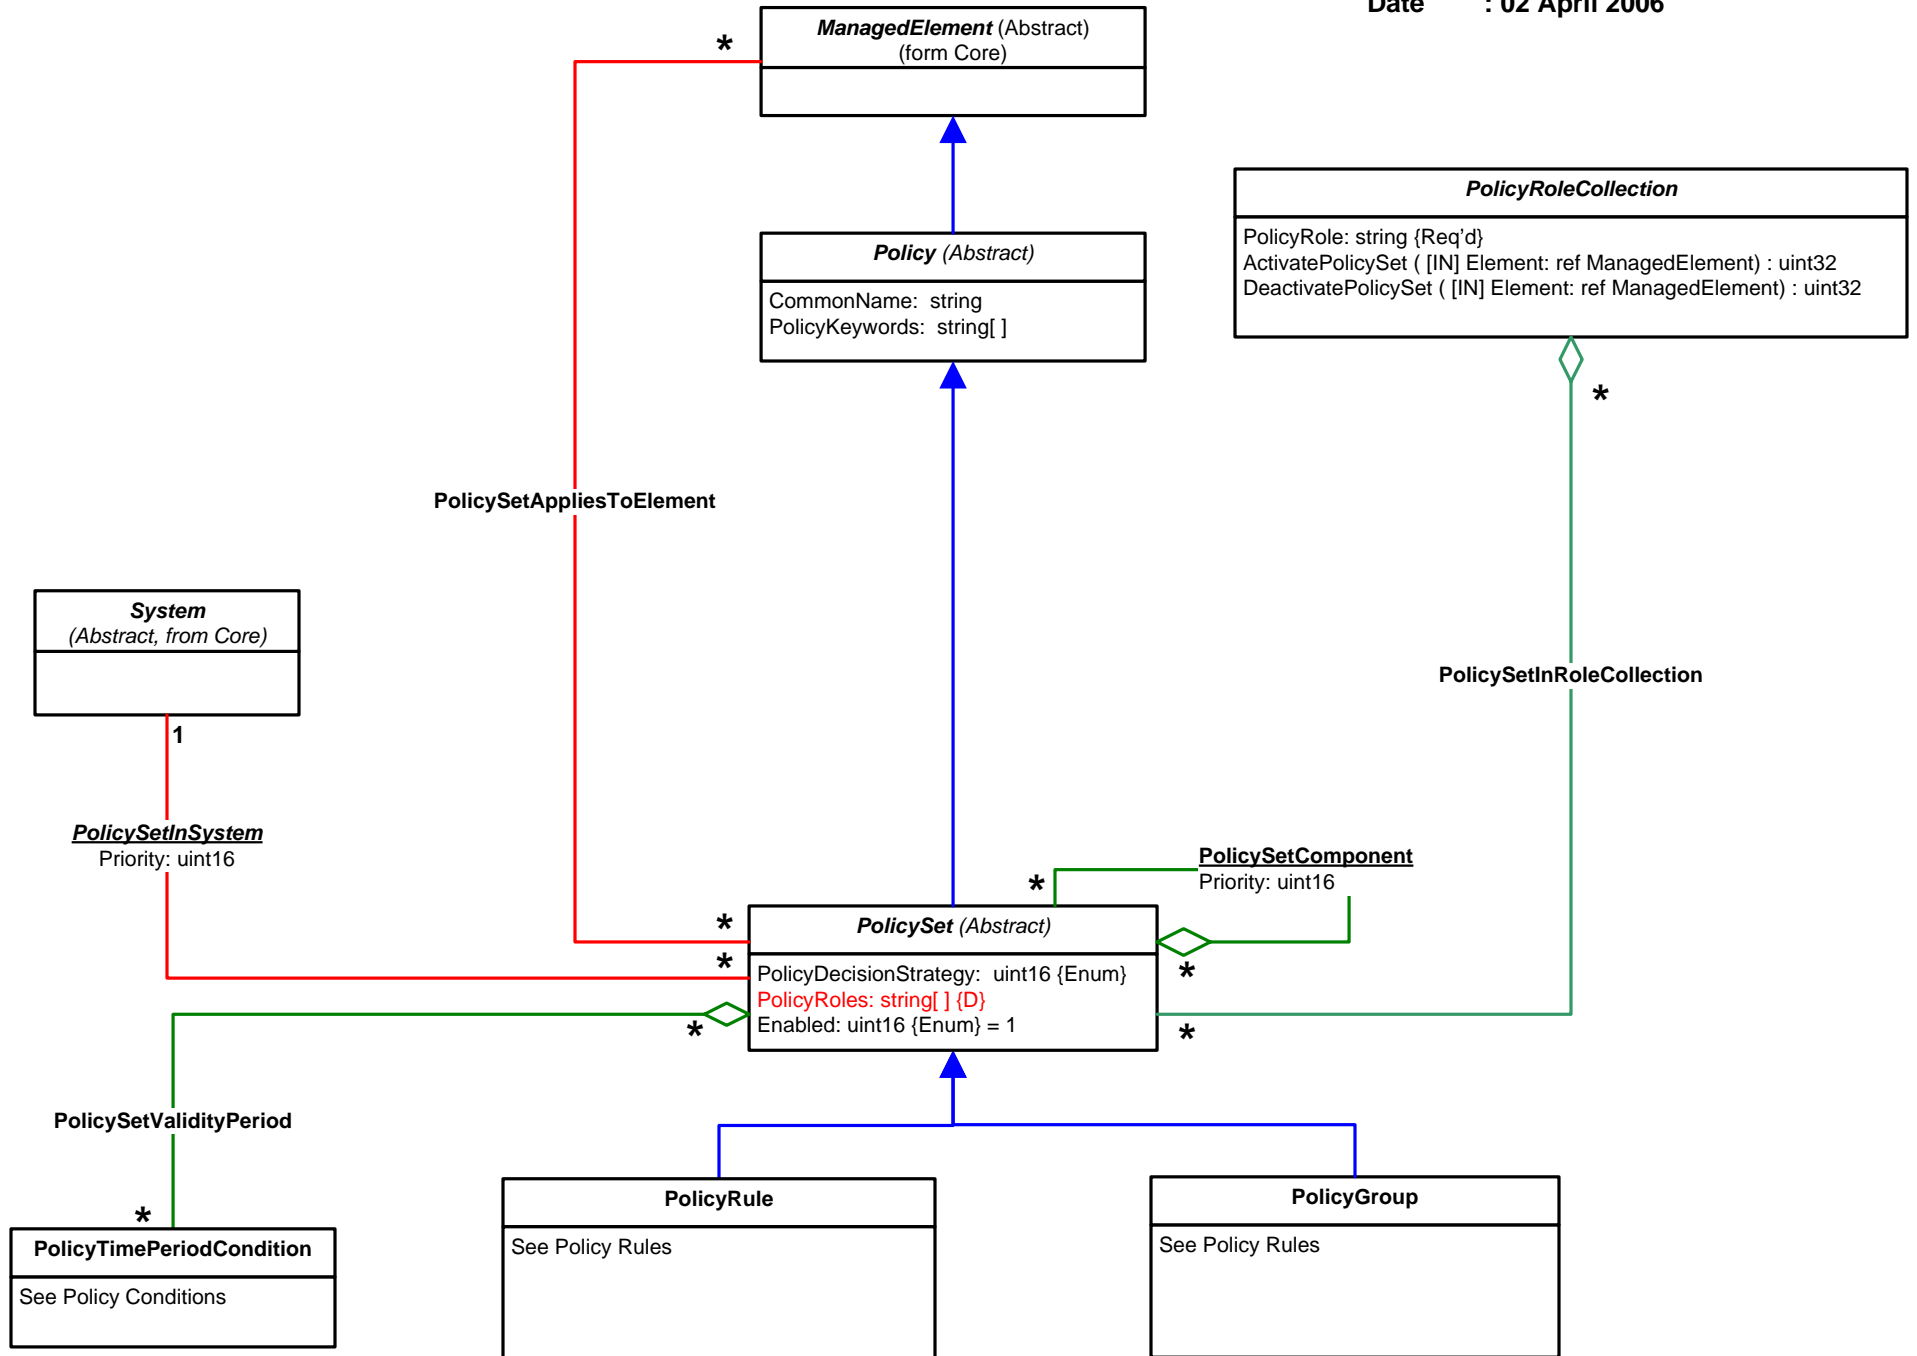 Date : 02 April 2006
ManagedElement (Abstract)
(form Core)
*
Policy (Abstract)
CommonName: string
PolicyKeywords: string[ ]
PolicyRoleCollection
PolicyRole: string {Req'd}
ActivatePolicySet ( [IN] Element: ref ManagedElement) : uint32
DeactivatePolicySet ( [IN] Element: ref ManagedElement) : uint32
*
PolicySetAppliesToElement
System
(Abstract, from Core)
1
PolicySetInRoleCollection
PolicySetInSystem
Priority: uint16
PolicySetComponent
Priority: uint16
*
*
*
PolicySet (Abstract)
PolicyDecisionStrategy: uint16 {Enum}
PolicyRoles: string[ ] {D}
Enabled: uint16 {Enum} = 1
*
*
*
PolicySetValidityPeriod
*
PolicyTimePeriodCondition
See Policy Conditions
PolicyRule
See Policy Rules
PolicyGroup
See Policy Rules